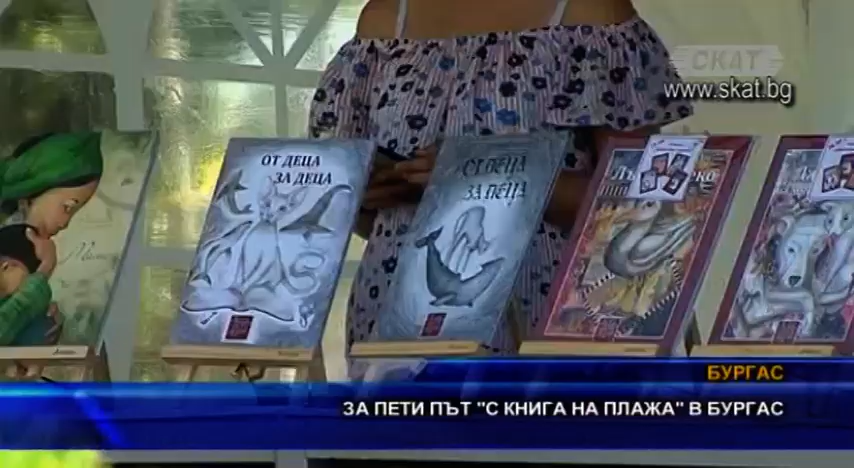 СКАТ
www.skat.bg
ОТ ДЕЦА
ЗА ДЕЦА
ОТ ДЕЦА
ЗА ДЕЦА
БУРГАС
ЗА ПЕТИ ПЪТ "С КНИГА НА ПЛАЖА" В БУРГАС